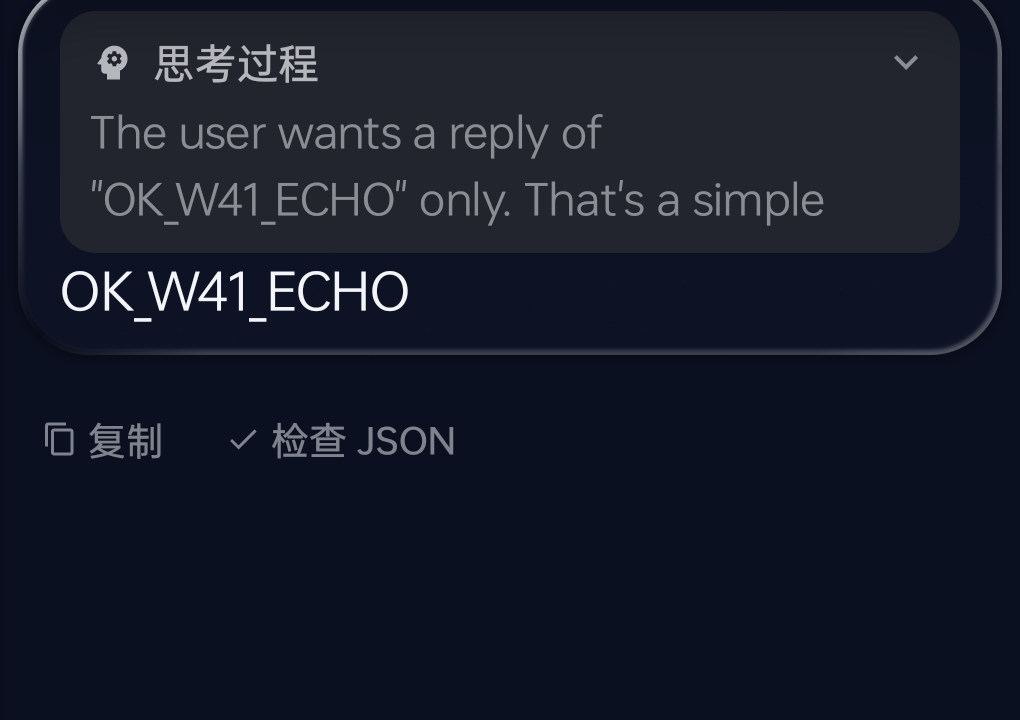 思考过程
The user wants a reply of
"OK_W41_ECHO" only. That's a simple
OK_W41_ECHO
复制 检查 JSON